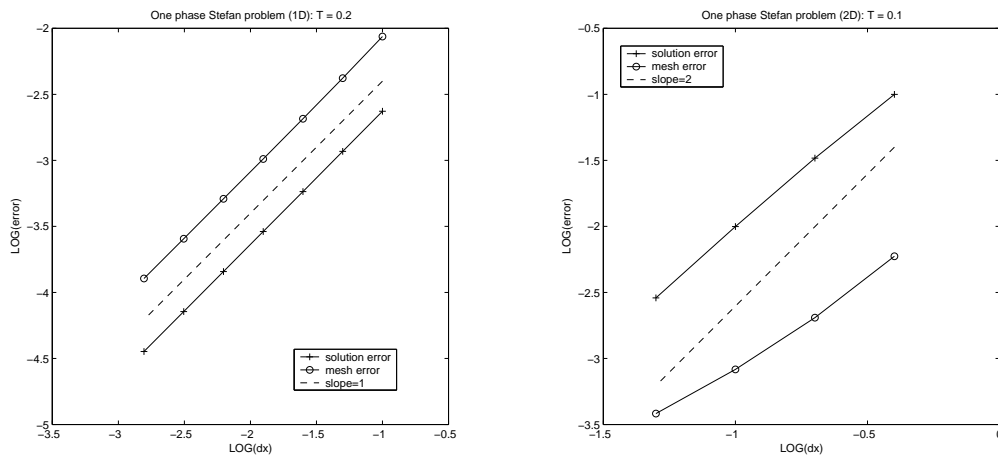 One phase Stefan problem (1D): T = 0.2
−2
−2.5
−3
−3.5
−4
−4.5
−5
LOG(error)
−3.5
−3
−2.5
−2
−1.5
−1
−0.5
LOG(dx)
solution error
mesh error
slope=1
One phase Stefan problem (2D): T = 0.1
−0.5
−1
−1.5
−2
−2.5
−3
−3.5
LOG(error)
−1.5
−1
−0.5
0
LOG(dx)
solution error
mesh error
slope=2